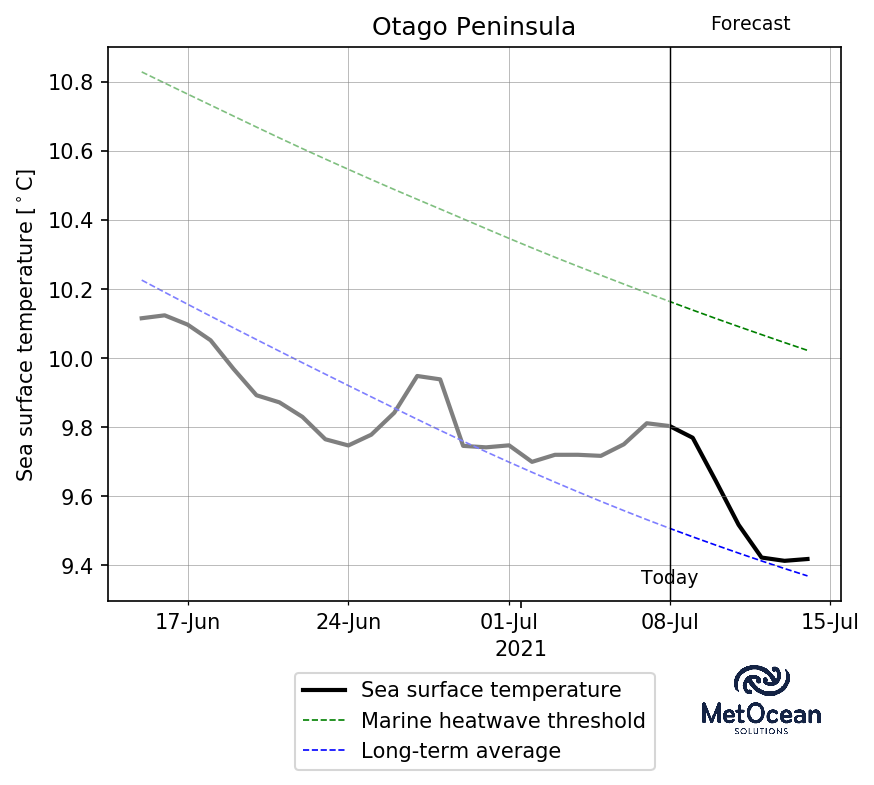 Otago Peninsula
Forecast
Sea surface temperature [°C]
10.8
10.6
10.4
10.2
10.0
9.8
9.6
9.4
Today
17-Jun
24-Jun
01-Jul
08-Jul
15-Jul
2021
Sea surface temperature
Marine heatwave threshold
Long-term average
MetOcean
SOLUTIONS